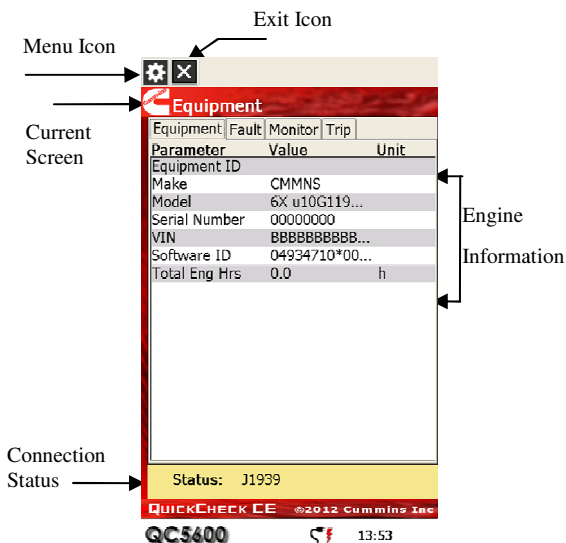 Exit Icon
Menu Icon
Equipment
Current
Screen
Equipment Fault Monitor Trip
Parameter Value Unit
Equipment ID
Make CMMNS
Model 6X u10G119...
Serial Number 00000000
VIN BBBBBBBBBB...
Software ID 04934710*00...
Total Eng Hrs 0.0 h
Engine
Information
Connection
Status
Status: J1939
QUICKCHECK CE ©2012 Cummins Inc
QC5600 13:53